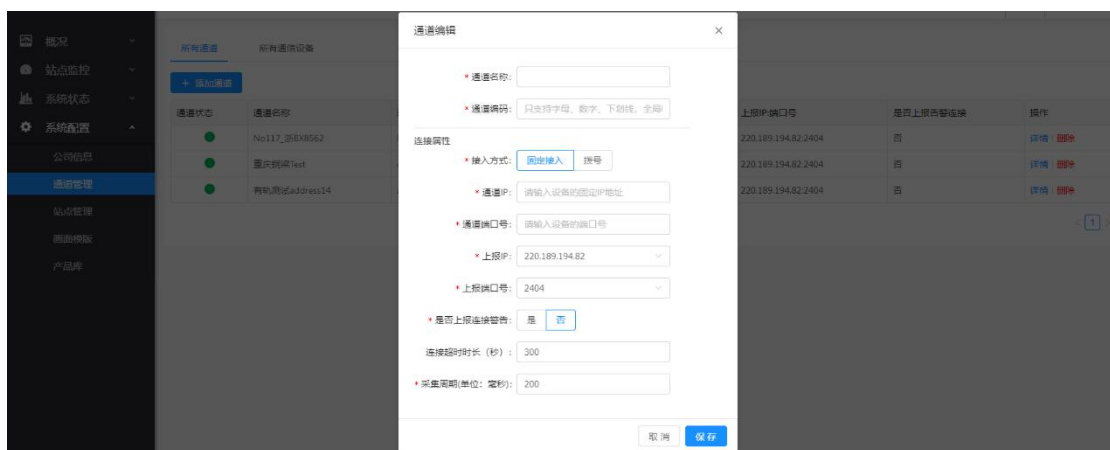 概况
站点监控
系统状态
系统配置
公司信息
通道管理
站点管理
画面模版
产品库
所有通道 所有通信设备
+ 添加通道
通道状态 通道名称 上报IP:端口号 是否上报告警连接 操作
No117_浙BX8562 220.189.194.82:2404 否 详情 删除
重庆钢梁Test 220.189.194.82:2404 否 详情 删除
有轨测试address14 220.189.194.82:2404 否 详情 删除
1
通道编辑
* 通道名称:
* 通道编码: 只支持字母、数字、下划线，全局
连接属性
* 接入方式: 固定接入 拨号
* 通道IP: 请输入设备的固定IP地址
* 通道端口号: 请输入设备的端口号
* 上报IP: 220.189.194.82
* 上报端口号: 2404
* 是否上报连接警告: 是 否
连接超时时长（秒）: 300
* 采集周期(单位：毫秒): 200
取 消 保 存